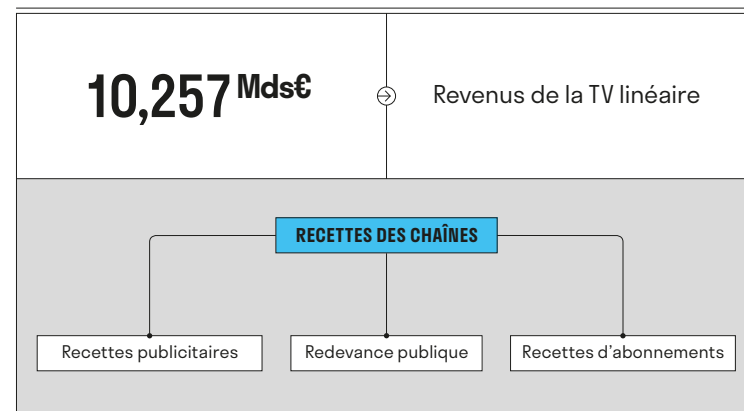 10,257 Mds€
Revenus de la TV linéaire
RECETTES DES CHAÎNES
Recettes publicitaires
Redevance publique
Recettes d’abonnements